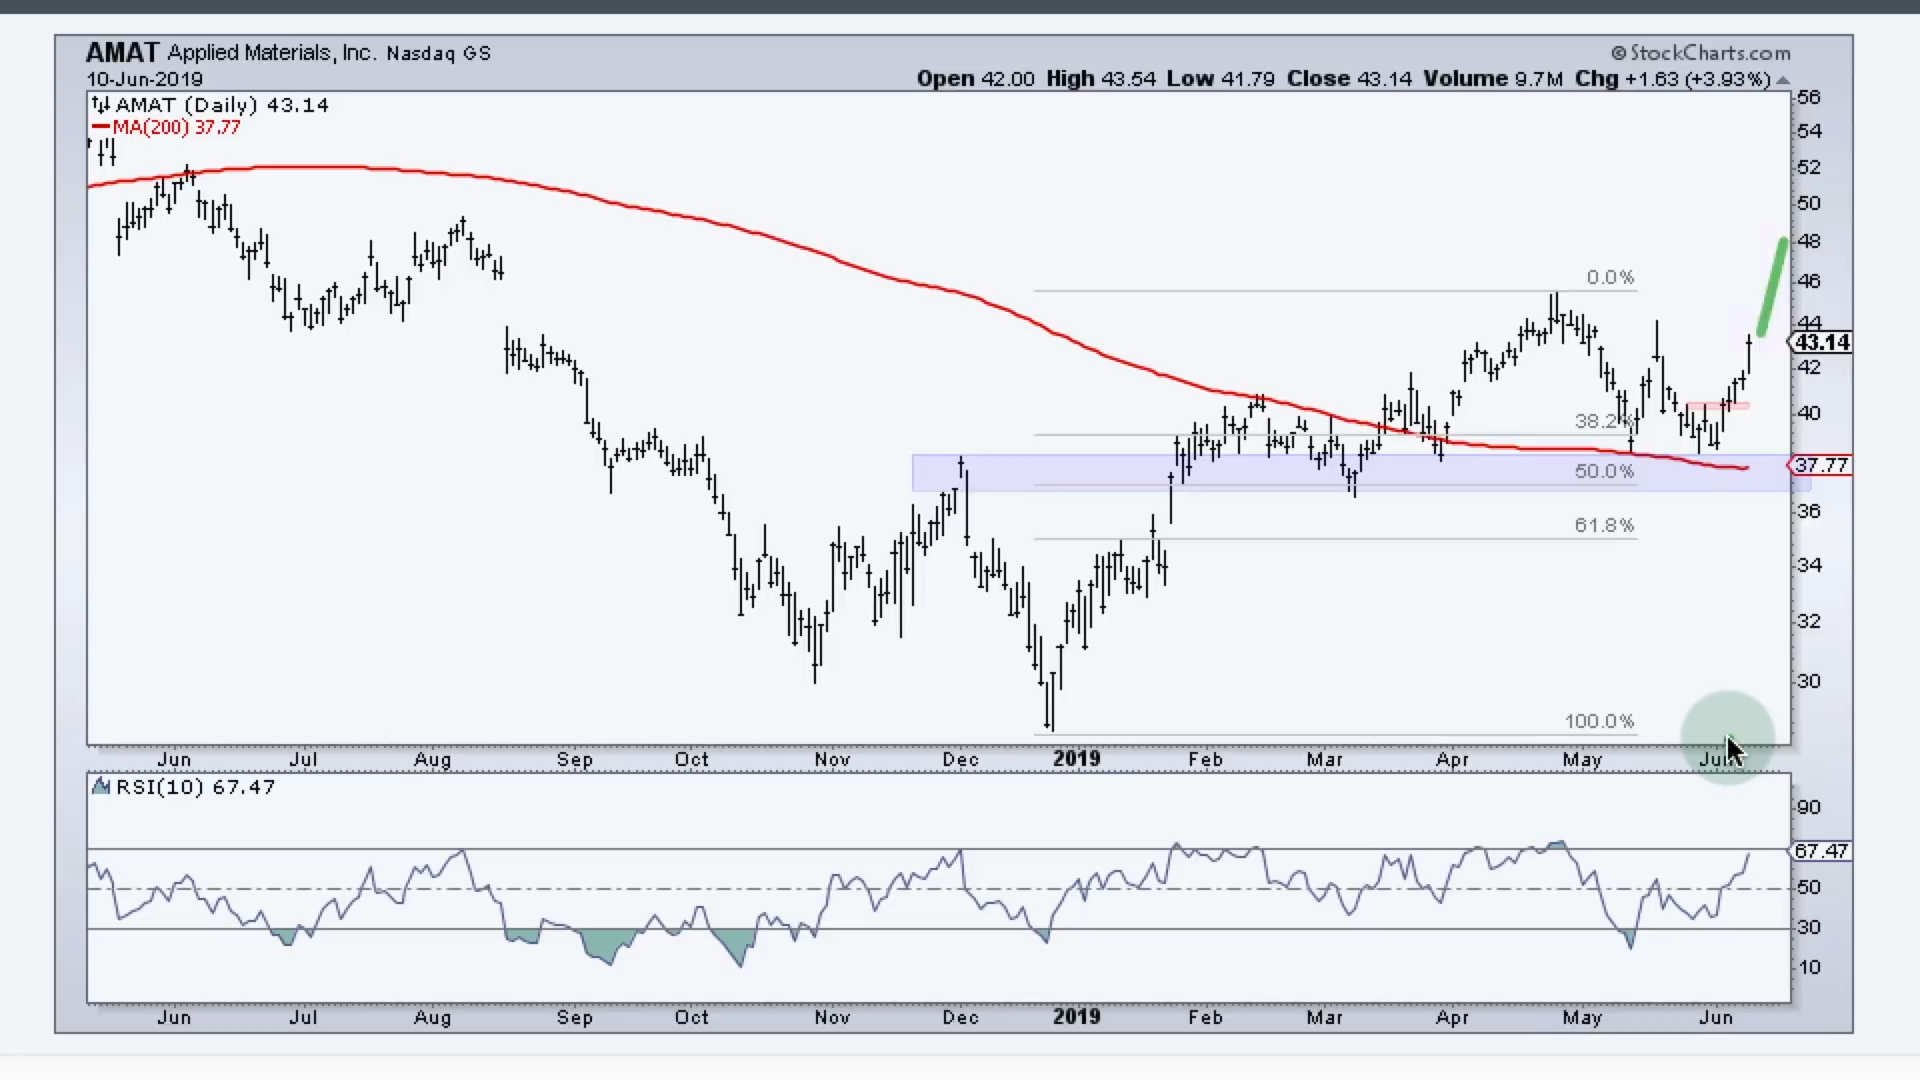 AMAT Applied Materials, Inc. Nasdaq GS
© StockCharts.com
10-Jun-2019
Open 42.00 High 43.54 Low 41.79 Close 43.14 Volume 9.7M Chg +1.63 (+3.93%)
AMAT (Daily) 43.14
MA(200) 37.77
56
54
52
50
48
46
44
43.14
42
40
37.77
36
34
32
30
0.0%
38.2%
50.0%
61.8%
100.0%
Jun Jul Aug Sep Oct Nov Dec 2019 Feb Mar Apr May Jun
RSI(10) 67.47
90
67.47
50
30
10
Jun Jul Aug Sep Oct Nov Dec 2019 Feb Mar Apr May Jun